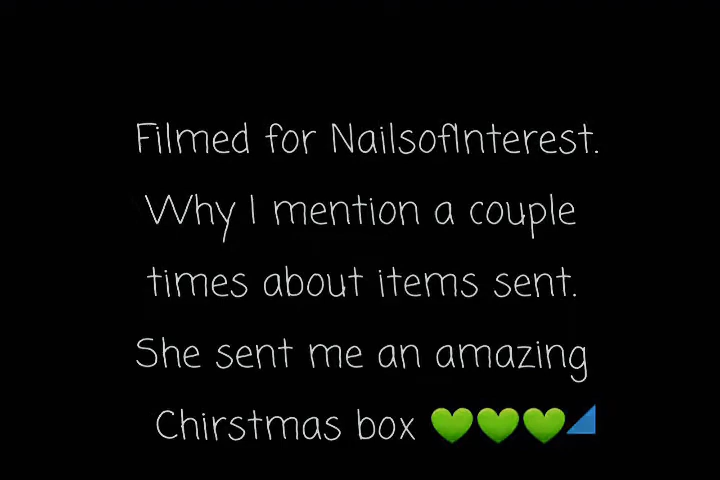 Filmed for NailsofInterest.
Why I mention a couple
times about items sent.
She sent me an amazing
Chirstmas box 💚💚💚